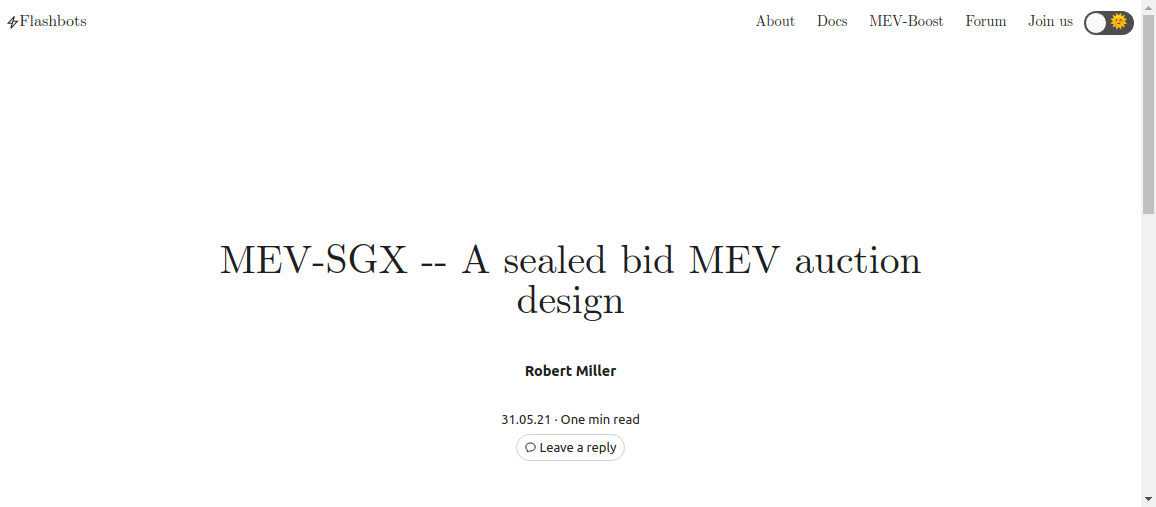 Flashbots
About Docs MEV-Boost Forum Join us
MEV-SGX -- A sealed bid MEV auction
design
Robert Miller
31.05.21 · One min read
Leave a reply